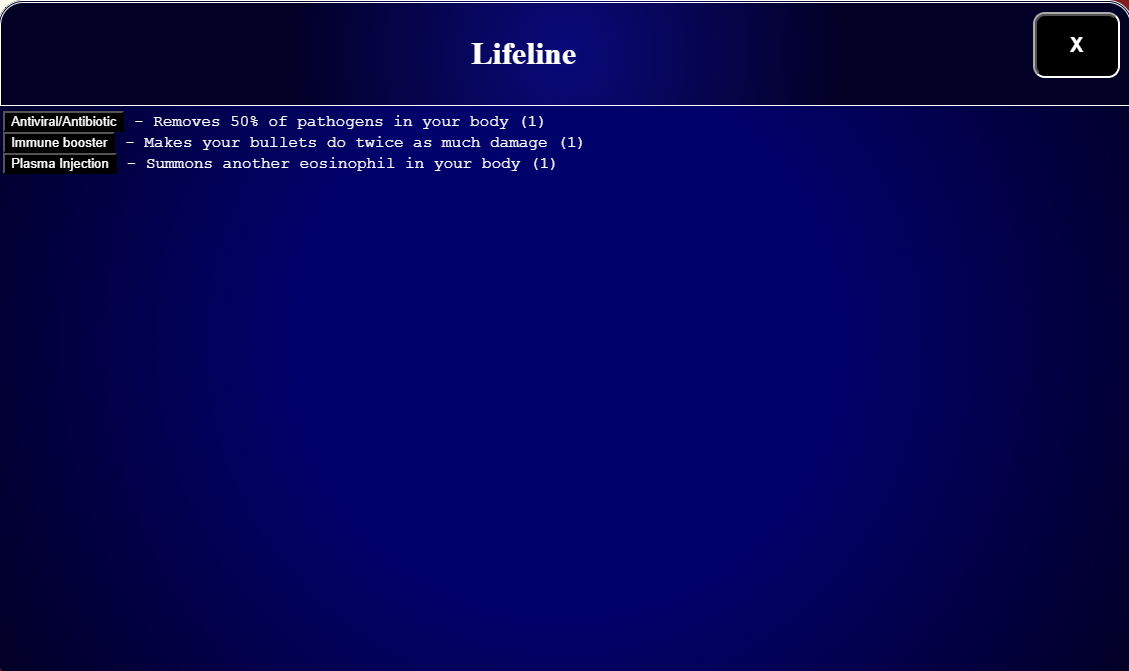 Lifeline
X
Antiviral/Antibiotic - Removes 50% of pathogens in your body (1)
Immune booster - Makes your bullets do twice as much damage (1)
Plasma Injection - Summons another eosinophil in your body (1)